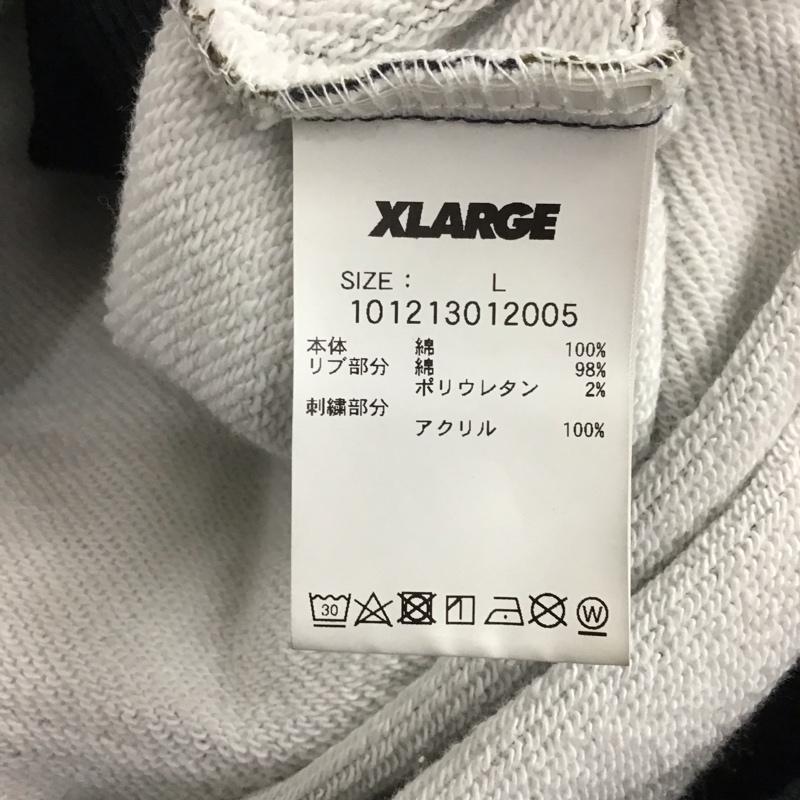 XLARGE
SIZE : L
101213012005
本体 綿 100%
リブ部分 綿 98%
ポリウレタン 2%
刺繍部分
アクリル 100%
30 W